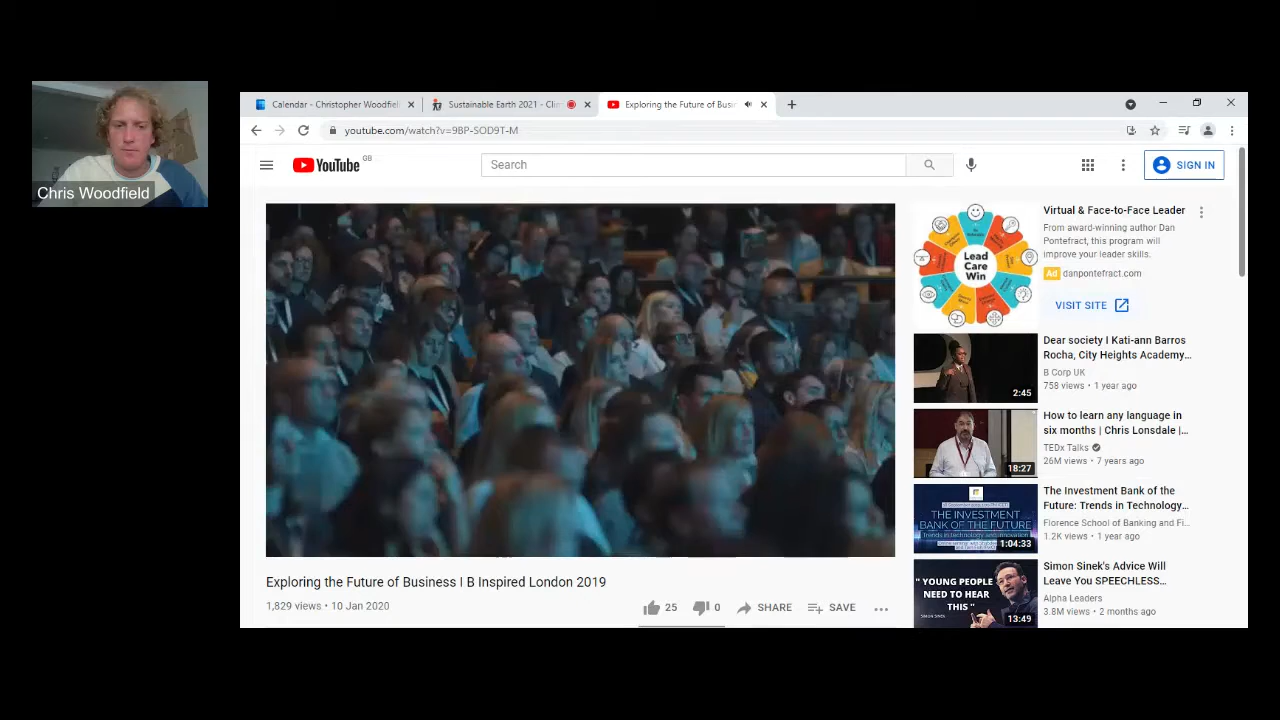 Chris Woodfield
Calendar - Christopher Woodfiel
Sustainable Earth 2021 - Cli
Exploring the Future of Busi
youtube.com/watch?v=9BP-SOD9T-M
YouTube GB
Search
SIGN IN
Lead
Care
Win
Virtual & Face-to-Face Leader
From award-winning author Dan
Pontefract, this program will
improve your leader skills.
Ad danpontefract.com
VISIT SITE
2:45
Dear society I Kati-ann Barros
Rocha, City Heights Academy...
B Corp UK
758 views • 1 year ago
18:27
How to learn any language in
six months | Chris Lonsdale |...
TEDx Talks
26M views • 7 years ago
THE INVESTMENT
BANK OF THE FUTURE
1:04:33
The Investment Bank of the
Future: Trends in Technology...
Florence School of Banking and Fi...
1.2K views • 1 year ago
" YOUNG PEOPLE
NEED TO HEAR
THIS "
SIMON SINEK
13:49
Simon Sinek's Advice Will
Leave You SPEECHLESS...
Alpha Leaders
3.8M views • 2 months ago
Exploring the Future of Business I B Inspired London 2019
1,829 views • 10 Jan 2020
25 0 SHARE SAVE